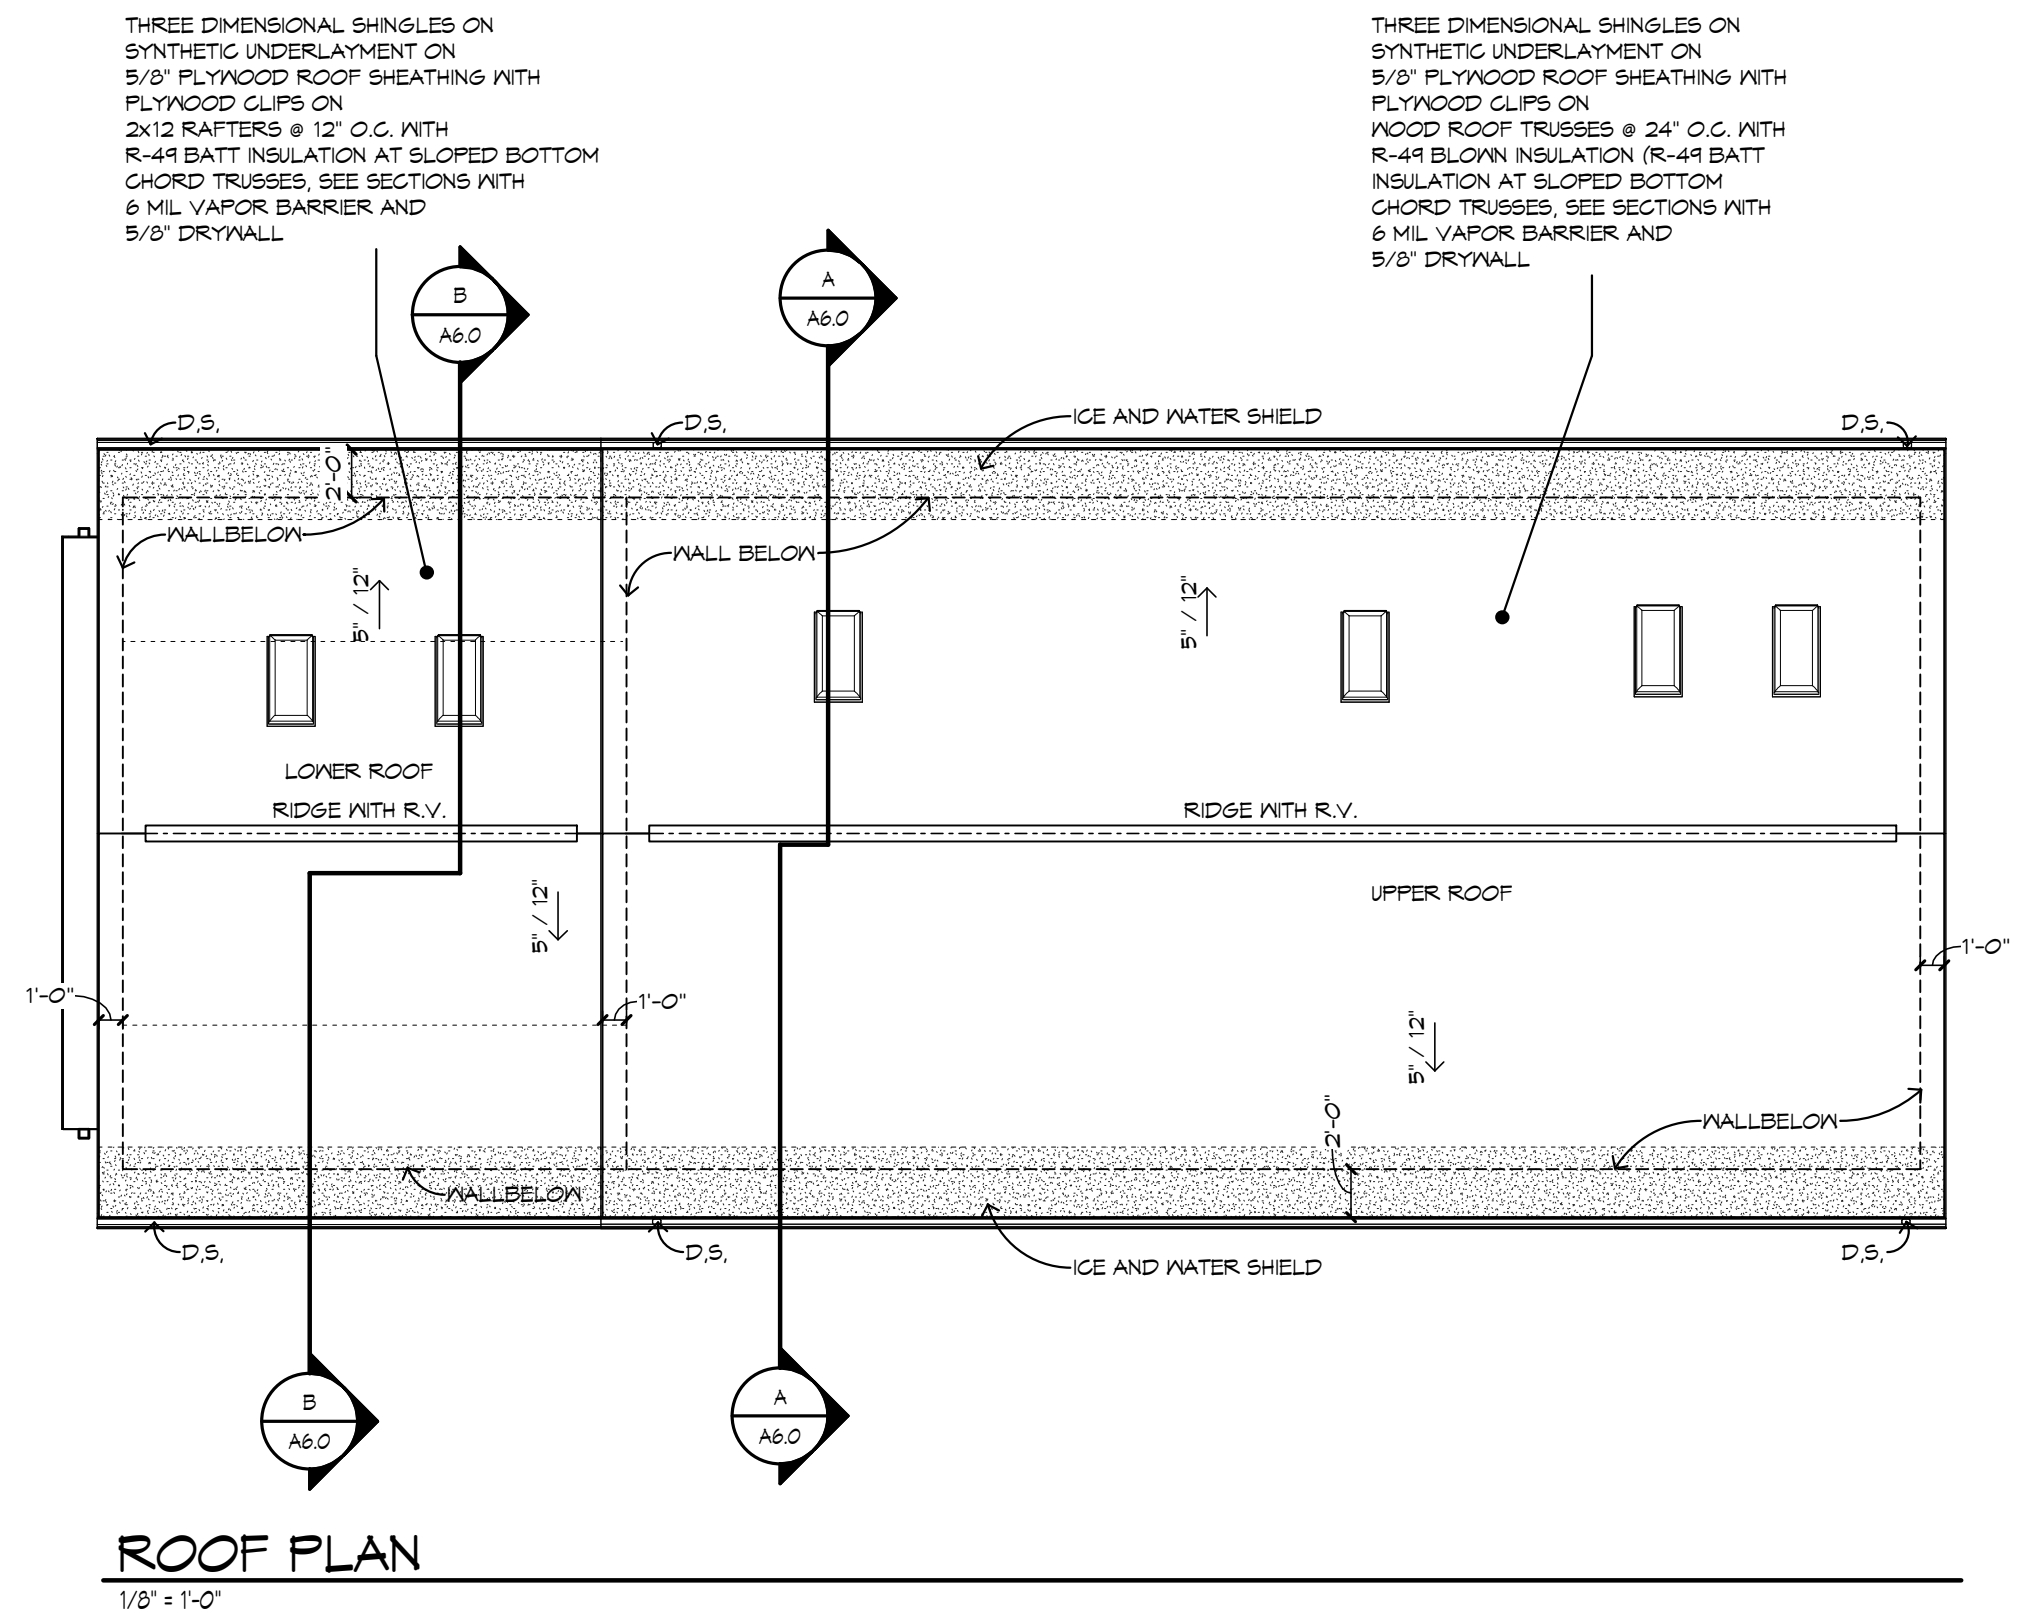 THREE DIMENSIONAL SHINGLES ON
SYNTHETIC UNDERLAYMENT ON
5/8" PLYWOOD ROOF SHEATHING WITH
PLYWOOD CLIPS ON
2x12 RAFTERS @ 12" O.C. WITH
R-49 BATT INSULATION AT SLOPED BOTTOM
CHORD TRUSSES, SEE SECTIONS WITH
6 MIL VAPOR BARRIER AND
5/8" DRYWALL
THREE DIMENSIONAL SHINGLES ON
SYNTHETIC UNDERLAYMENT ON
5/8" PLYWOOD ROOF SHEATHING WITH
PLYWOOD CLIPS ON
WOOD ROOF TRUSSES @ 24" O.C. WITH
R-49 BLOWN INSULATION (R-49 BATT
INSULATION AT SLOPED BOTTOM
CHORD TRUSSES, SEE SECTIONS WITH
6 MIL VAPOR BARRIER AND
5/8" DRYWALL
B
A6.0
A
A6.0
D,S,
D,S,
ICE AND WATER SHIELD
D,S,
2'-0"
WALLBELOW
WALL BELOW
5" / 12"
5" / 12"
LOWER ROOF
RIDGE WITH R.V.
RIDGE WITH R.V.
UPPER ROOF
5" / 12"
1'-0"
1'-0"
1'-0"
5" / 12"
2'-0"
WALLBELOW
WALLBELOW
D,S,
D,S,
ICE AND WATER SHIELD
D,S,
B
A6.0
A
A6.0
ROOF PLAN
1/8" = 1'-0"